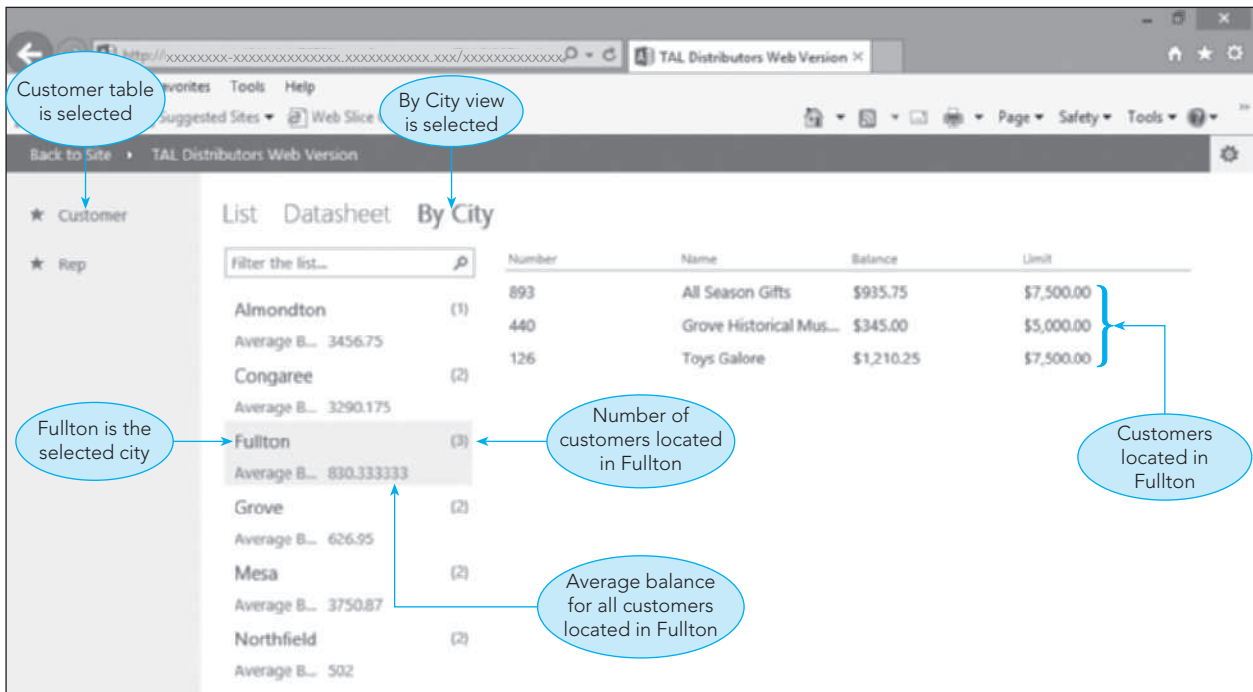 http://xxxxxxxx-xxxxxxxxxxxxxx.xxxxxxxxxxxx.xxx/xxxxxxxxxxxxx
TAL Distributors Web Version
Customer table
is selected
vorites Tools Help
By City view
is selected
Suggested Sites Web Slice
Page Safety Tools
Back to Site TAL Distributors Web Version
Customer
Rep
List Datasheet By City
Filter the list...
Number Name Balance Limit
893 All Season Gifts $935.75 $7,500.00
440 Grove Historical Mus... $345.00 $5,000.00
126 Toys Galore $1,210.25 $7,500.00
Almondton (1)
Average B... 3456.75
Congaree (2)
Average B... 3290.175
Fullton (3)
Average B... 830.333333
Grove (2)
Average B... 626.95
Mesa (2)
Average B... 3750.87
Northfield (2)
Average B... 502
Fullton is the
selected city
Number of
customers located
in Fullton
Customers
located in
Fullton
Average balance
for all customers
located in Fullton